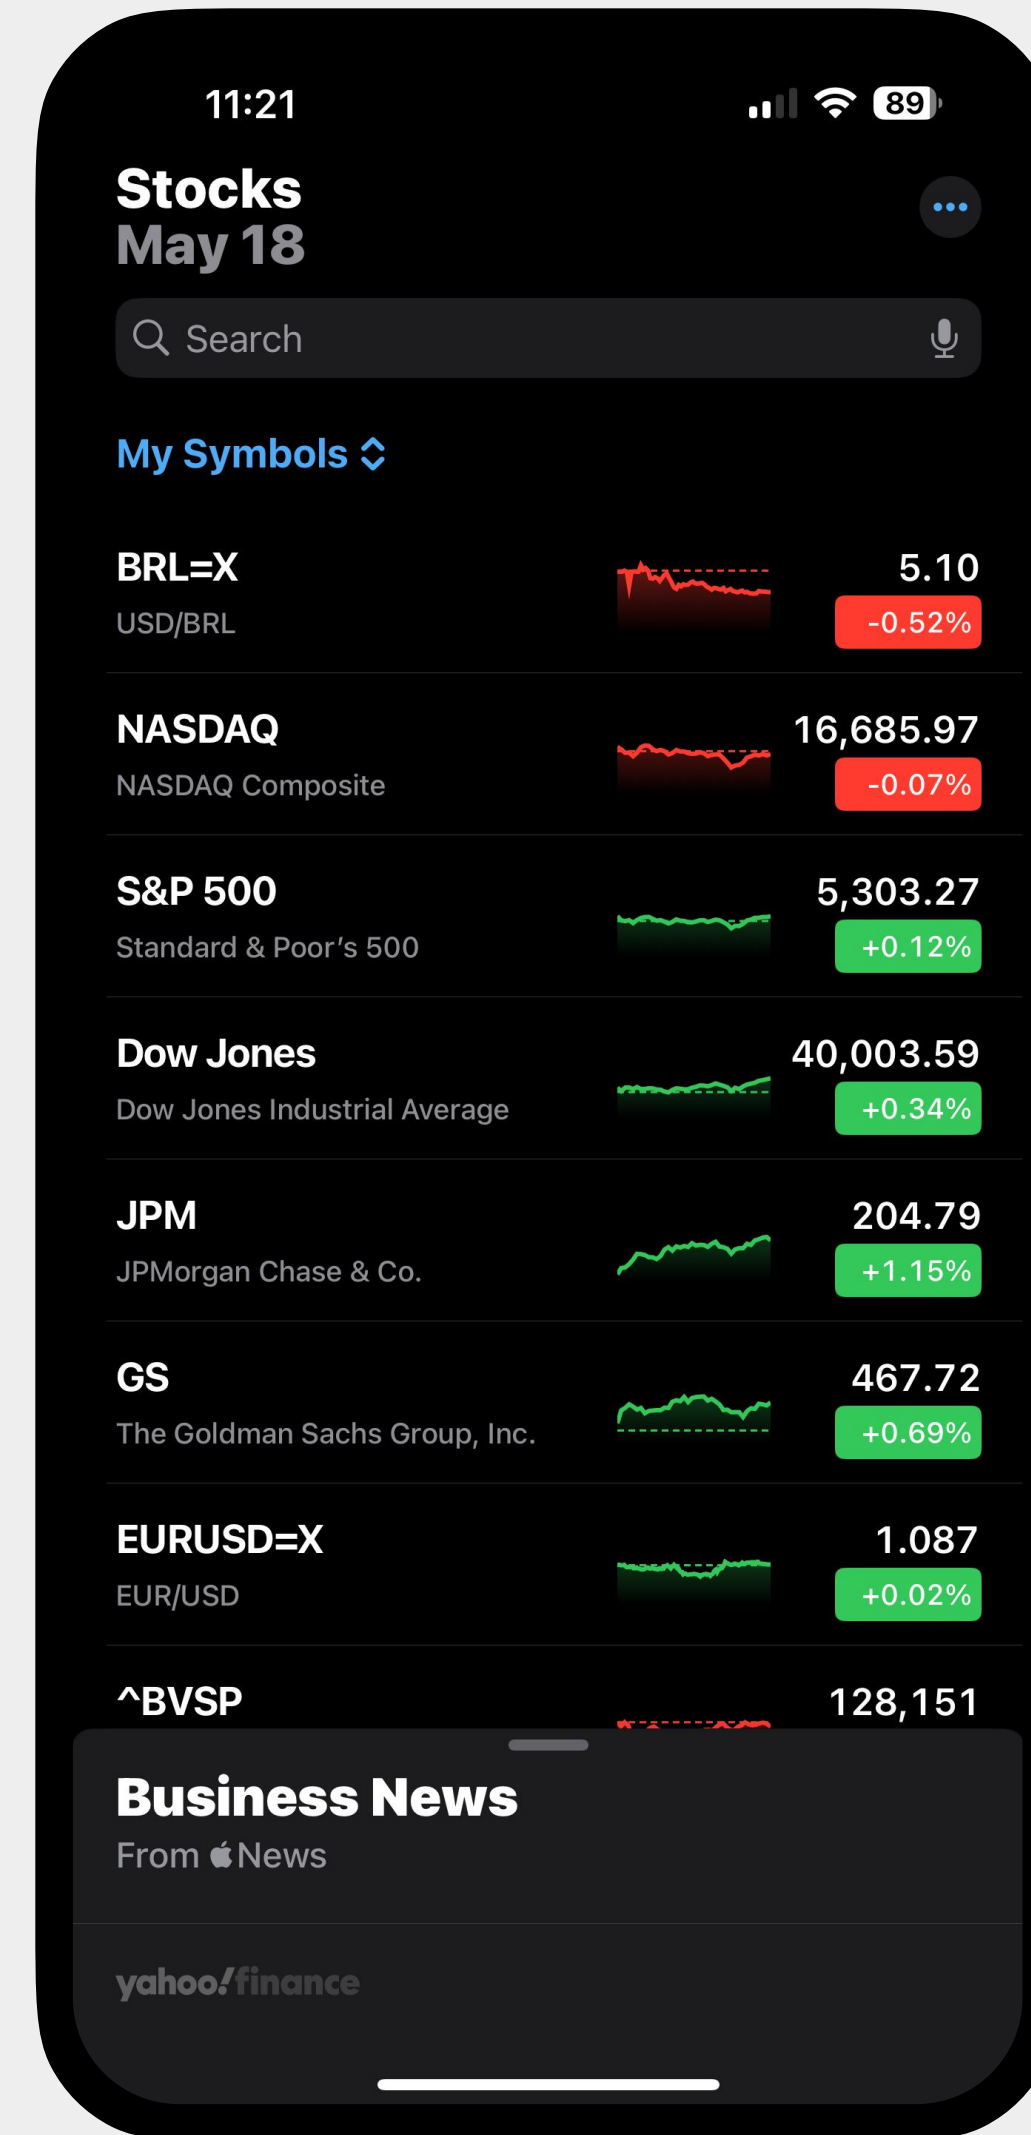 11:21
89
Stocks
May 18
Search
My Symbols
BRL=X
5.10
USD/BRL
-0.52%
NASDAQ
16,685.97
NASDAQ Composite
-0.07%
S&P 500
5,303.27
Standard & Poor’s 500
+0.12%
Dow Jones
40,003.59
Dow Jones Industrial Average
+0.34%
JPM
204.79
JPMorgan Chase & Co.
+1.15%
GS
467.72
The Goldman Sachs Group, Inc.
+0.69%
EURUSD=X
1.087
EUR/USD
+0.02%
^BVSP
128,151
Business News
From News
yahoo!finance